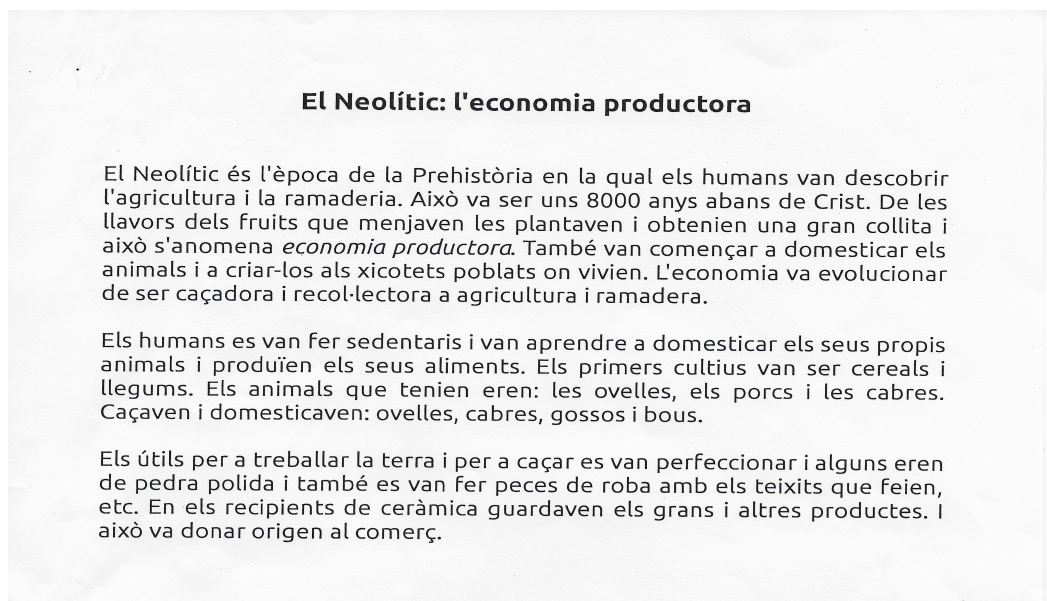 El Neolític: l'economia productora
El Neolític és l'època de la Prehistòria en la qual els humans van descobrir
l'agricultura i la ramaderia. Això va ser uns 8000 anys abans de Crist. De les
llavors dels fruits que menjaven les plantaven i obtenien una gran collita i
això s'anomena economia productora. També van començar a domesticar els
animals i a criar-los als xicotets poblats on vivien. L'economia va evolucionar
de ser caçadora i recol·lectora a agricultura i ramadera.
Els humans es van fer sedentaris i van aprendre a domesticar els seus propis
animals i produïen els seus aliments. Els primers cultius van ser cereals i
llegums. Els animals que tenien eren: les ovelles, els porcs i les cabres.
Caçaven i domesticaven: ovelles, cabres, gossos i bous.
Els útils per a treballar la terra i per a caçar es van perfeccionar i alguns eren
de pedra polida i també es van fer peces de roba amb els teixits que feien,
etc. En els recipients de ceràmica guardaven els grans i altres productes. I
això va donar origen al comerç.